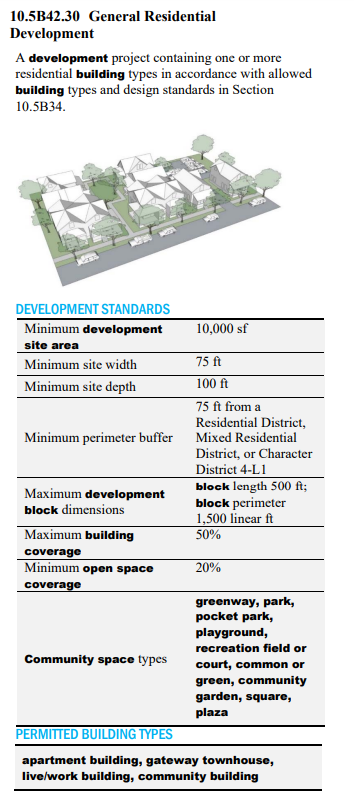 10.5B42.30 General Residential
Development
A development project containing one or more
residential building types in accordance with allowed
building types and design standards in Section
10.5B34.
DEVELOPMENT STANDARDS
Minimum development
site area
10,000 sf
Minimum site width
75 ft
Minimum site depth
100 ft
Minimum perimeter buffer
75 ft from a
Residential District,
Mixed Residential
District, or Character
District 4-L1
Maximum development
block dimensions
block length 500 ft;
block perimeter
1,500 linear ft
Maximum building
coverage
50%
Minimum open space
coverage
20%
Community space types
greenway, park,
pocket park,
playground,
recreation field or
court, common or
green, community
garden, square,
plaza
PERMITTED BUILDING TYPES
apartment building, gateway townhouse,
live/work building, community building